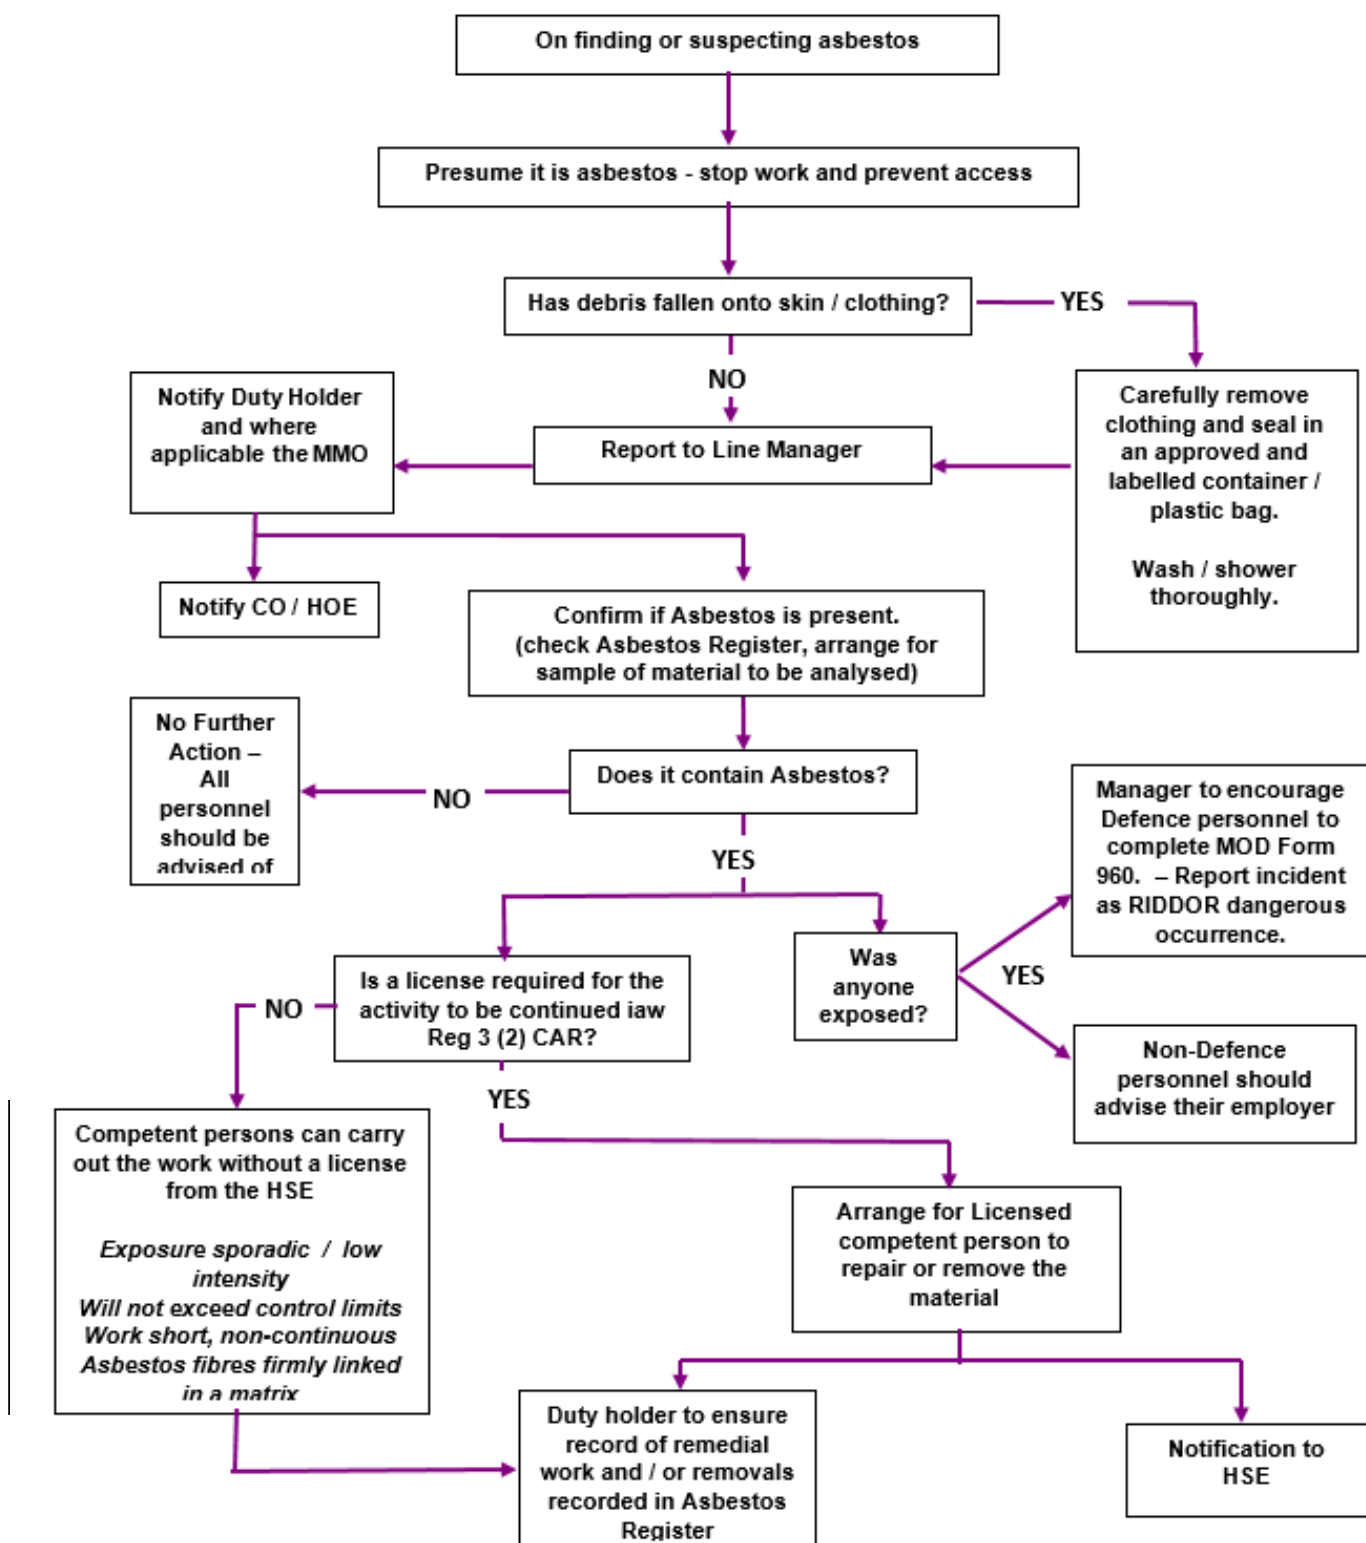 On finding or suspecting asbestos
Presume it is asbestos - stop work and prevent access
Has debris fallen onto skin / clothing?
YES
NO
Carefully remove
clothing and seal in
an approved and
labelled container /
plastic bag.
Wash / shower
thoroughly.
Report to Line Manager
Notify Duty Holder
and where
applicable the MMO
Notify CO / HOE
Confirm if Asbestos is present.
(check Asbestos Register, arrange for
sample of material to be analysed)
Does it contain Asbestos?
NO
No Further
Action –
All
personnel
should be
advised of
YES
Was
anyone
exposed?
YES
Manager to encourage
Defence personnel to
complete MOD Form
960. – Report incident
as RIDDOR dangerous
occurrence.
Non-Defence
personnel should
advise their employer
Is a license required for the
activity to be continued iaw
Reg 3 (2) CAR?
NO
YES
Competent persons can carry
out the work without a license
from the HSE
Exposure sporadic / low
intensity
Will not exceed control limits
Work short, non-continuous
Asbestos fibres firmly linked
in a matrix
Arrange for Licensed
competent person to
repair or remove the
material
Duty holder to ensure
record of remedial
work and / or removals
recorded in Asbestos
Register
Notification to
HSE